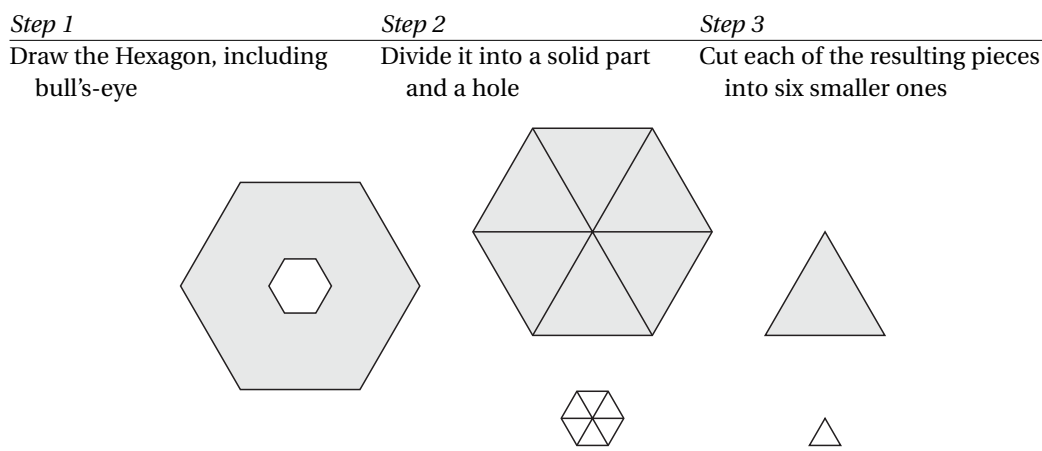 Step 1
Step 2
Step 3
Draw the Hexagon, including
bull's-eye
Divide it into a solid part
and a hole
Cut each of the resulting pieces
into six smaller ones